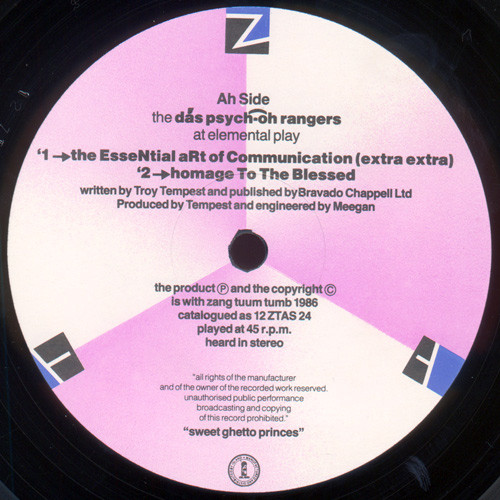 Z
Ah Side
the das psych-oh rangers
at elemental play
‘1 →the EsseNtial aRt of Communication (extra extra)
‘2 →homage To The Blessed
written by Troy Tempest and published by Bravado Chappell Ltd
Produced by Tempest and engineered by Meegan
the product Ⓟ and the copyright ©
is with zang tuum tumb 1986
catalogued as 12 ZTAS 24
played at 45 r.p.m.
heard in stereo
T
A
"all rights of the manufacturer
and of the owner of the recorded work reserved.
unauthorised public performance
broadcasting and copying
of this record prohibited."
“sweet ghetto princes”